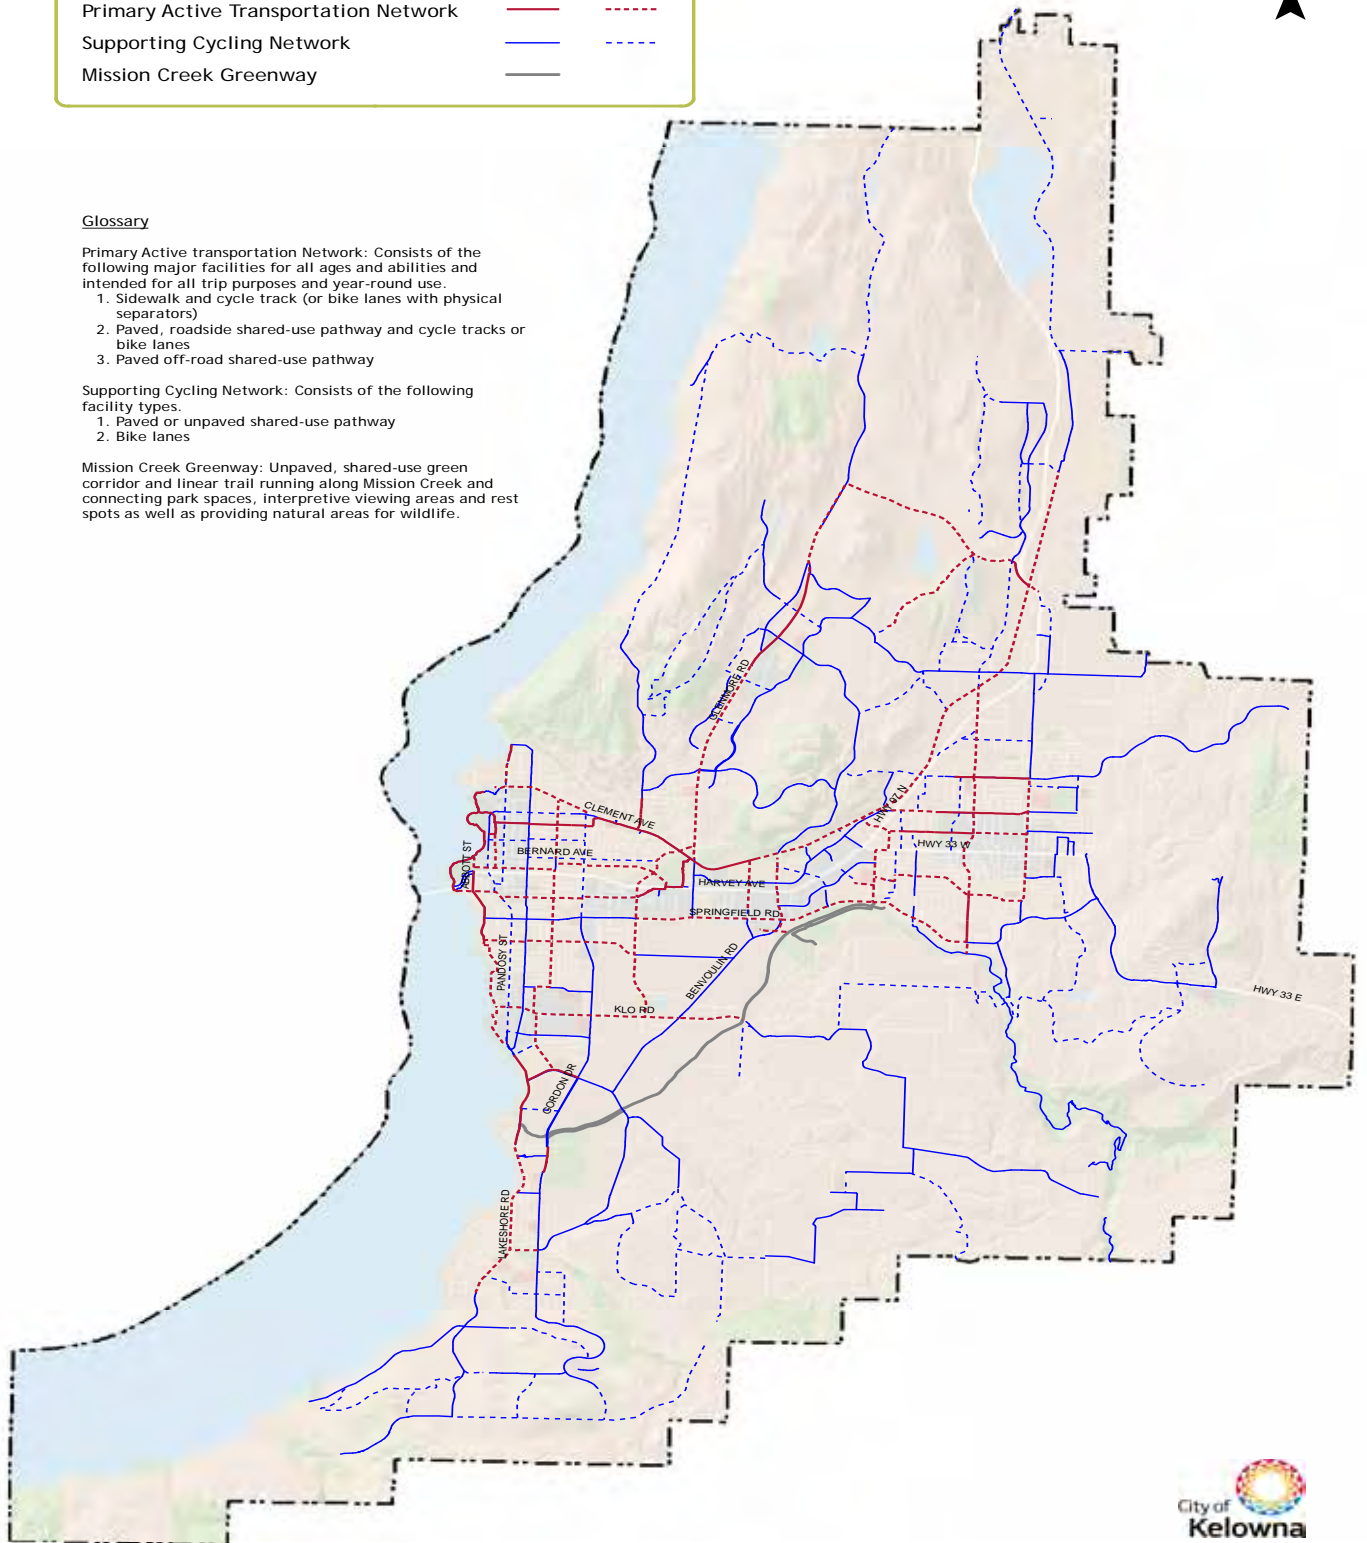 Primary Active Transportation Network
Supporting Cycling Network
Mission Creek Greenway
Glossary
Primary Active transportation Network: Consists of the
following major facilities for all ages and abilities and
intended for all trip purposes and year-round use.
1. Sidewalk and cycle track (or bike lanes with physical
separators)
2. Paved, roadside shared-use pathway and cycle tracks or
bike lanes
3. Paved off-road shared-use pathway
Supporting Cycling Network: Consists of the following
facility types.
1. Paved or unpaved shared-use pathway
2. Bike lanes
Mission Creek Greenway: Unpaved, shared-use green
corridor and linear trail running along Mission Creek and
connecting park spaces, interpretive viewing areas and rest
spots as well as providing natural areas for wildlife.
GLENMORE RD
CLEMENT AVE
HWY 97 N
ABBOTT ST
BERNARD AVE
HWY 33 W
HARVEY AVE
SPRINGFIELD RD
PANDOSY ST
BENVOULIN RD
HWY 33 E
KLO RD
GORDON DR
LAKESHORE RD
City of
Kelowna